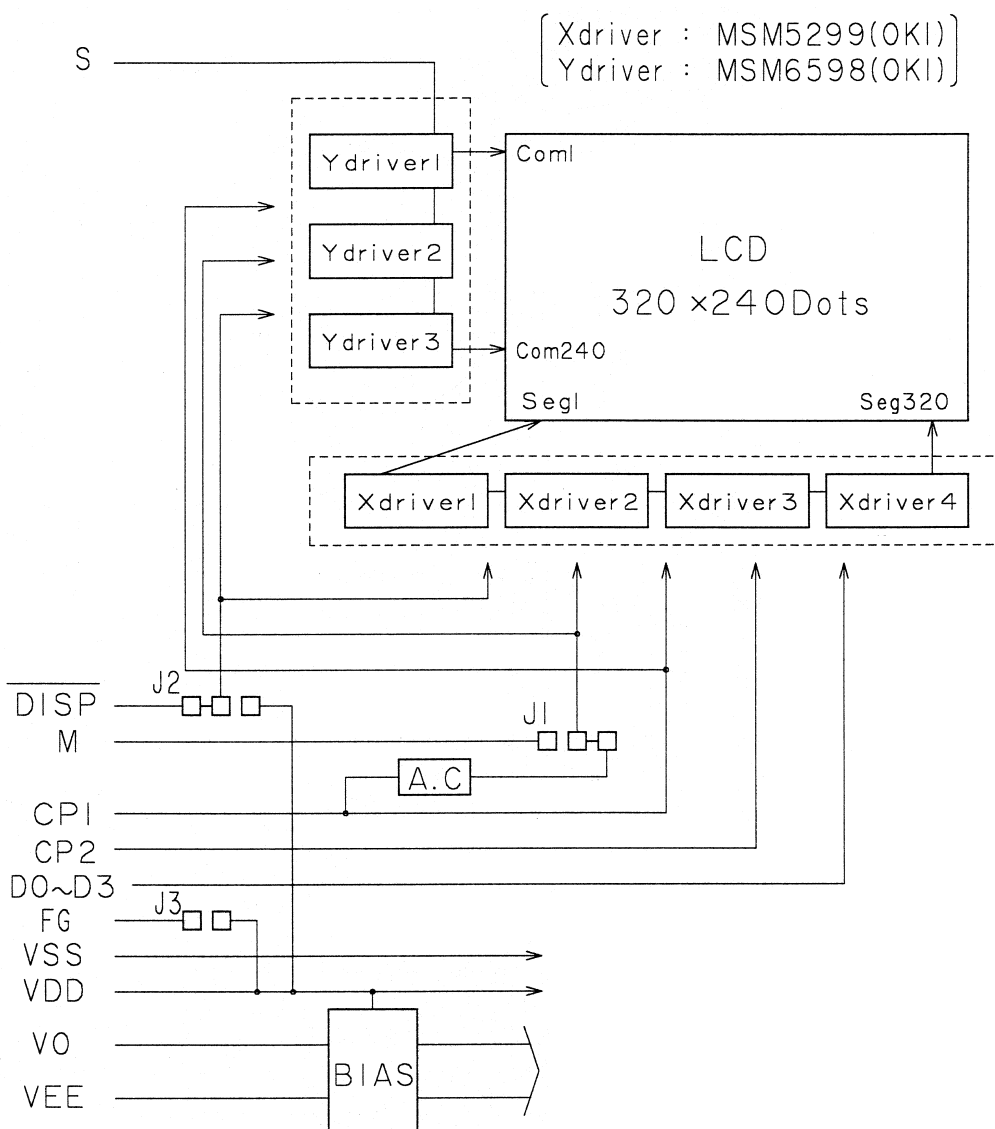 Xdriver : MSM5299(OKI)
Ydriver : MSM6598(OKI)
S
Ydriver1
Ydriver2
Ydriver3
Com1
LCD
320 ×240Dots
Com240
Seg1
Seg320
Xdriver1
Xdriver2
Xdriver3
Xdriver4
DISP
J2
M
J1
A.C
CP1
CP2
D0~D3
J3
FG
VSS
VDD
VO
BIAS
VEE